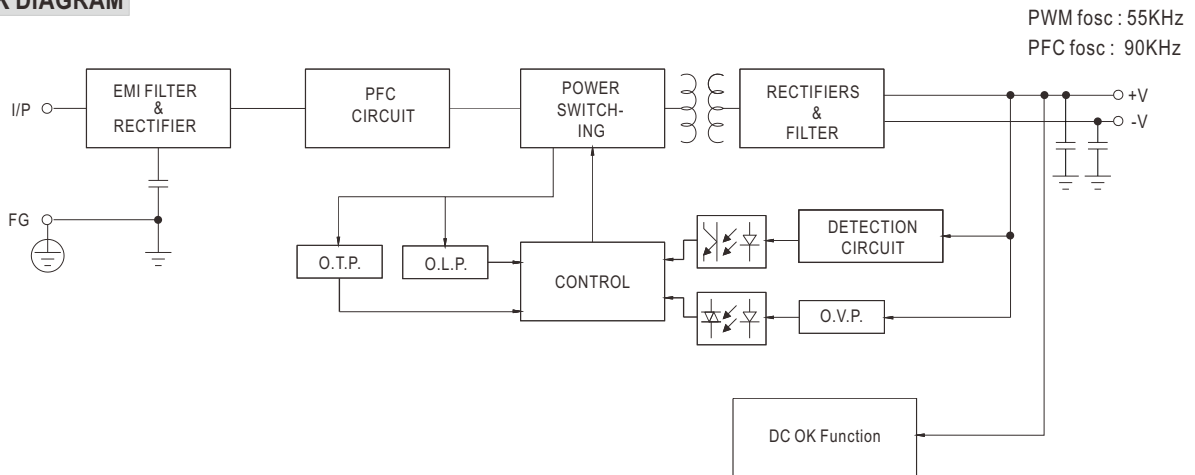 DIAGRAM
PWM fosc : 55KHz
PFC fosc : 90KHz
I/P
EMI FILTER
&
RECTIFIER
PFC
CIRCUIT
POWER
SWITCH-
ING
RECTIFIERS
&
FILTER
+V
-V
FG
O.T.P.
O.L.P.
CONTROL
DETECTION
CIRCUIT
O.V.P.
DC OK Function